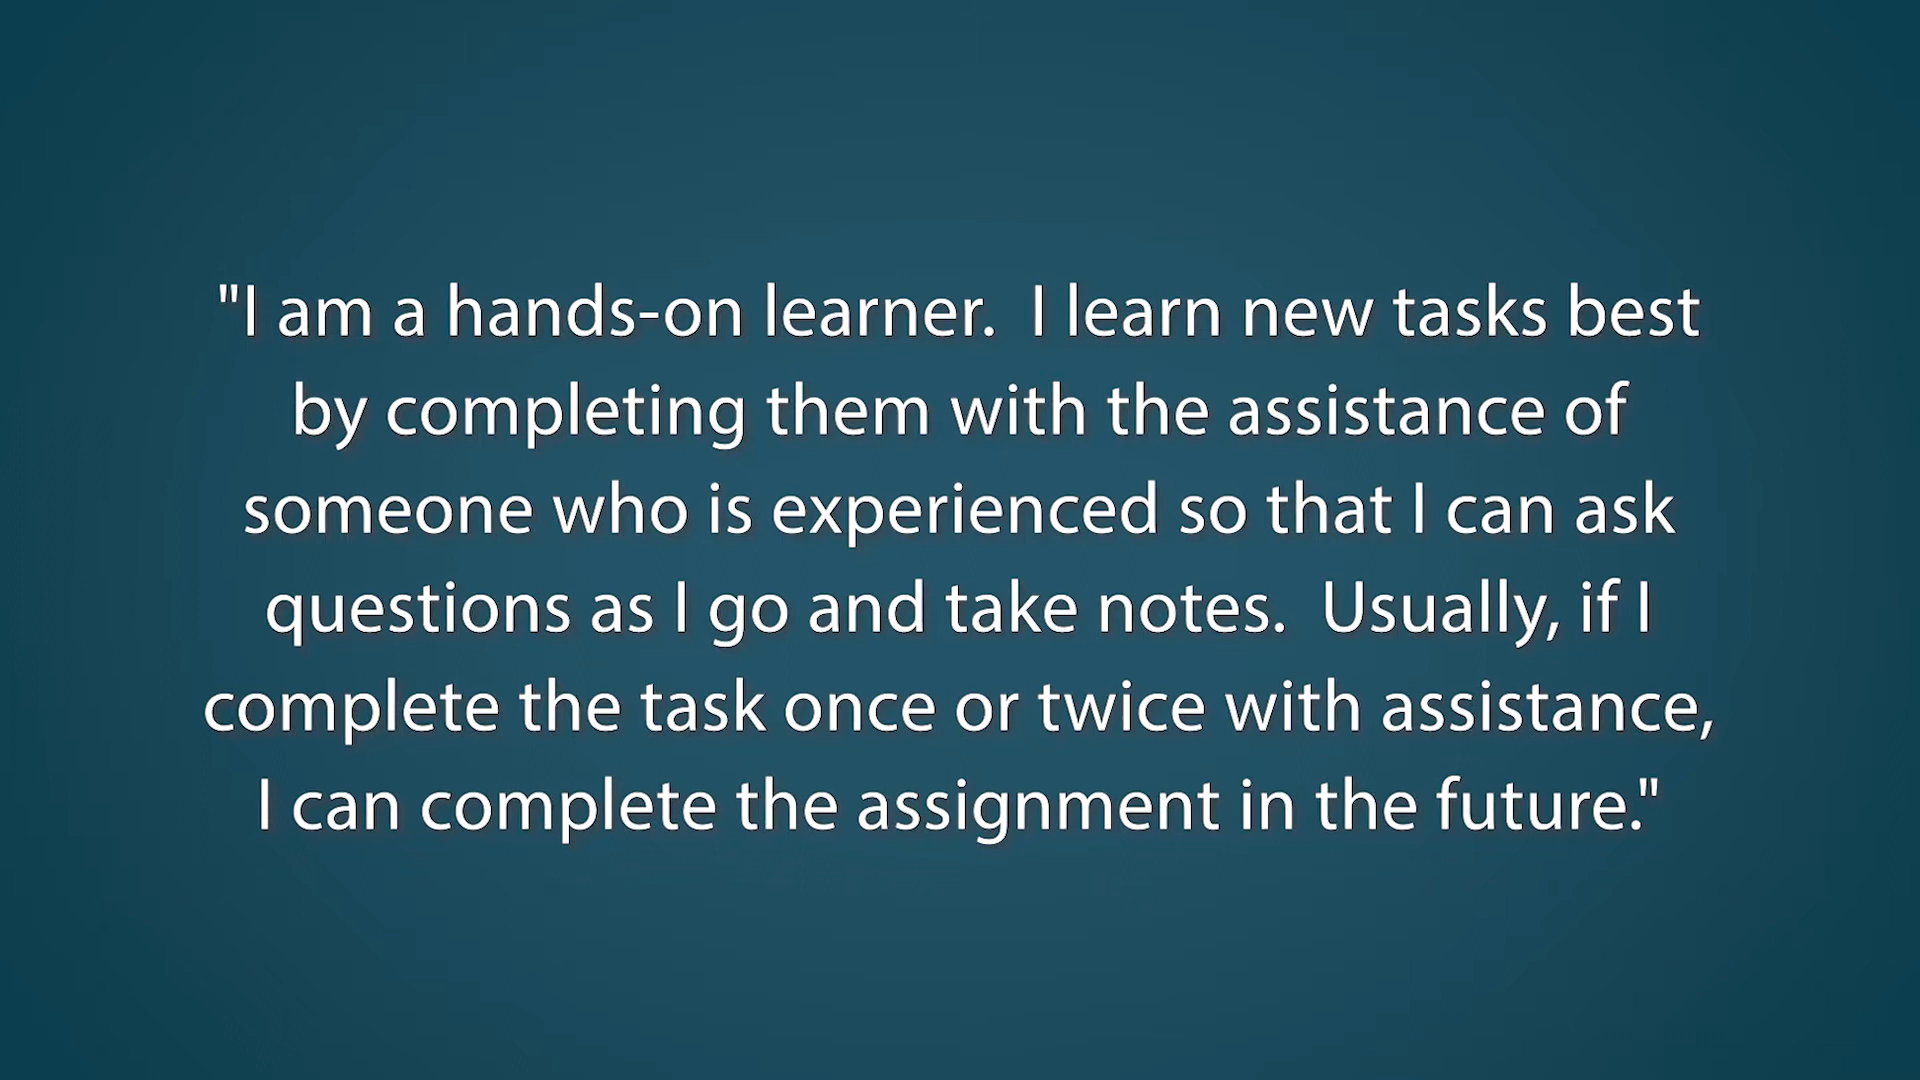 "I am a hands-on learner.  I learn new tasks best
by completing them with the assistance of
someone who is experienced so that I can ask
questions as I go and take notes.  Usually, if I
complete the task once or twice with assistance,
I can complete the assignment in the future."